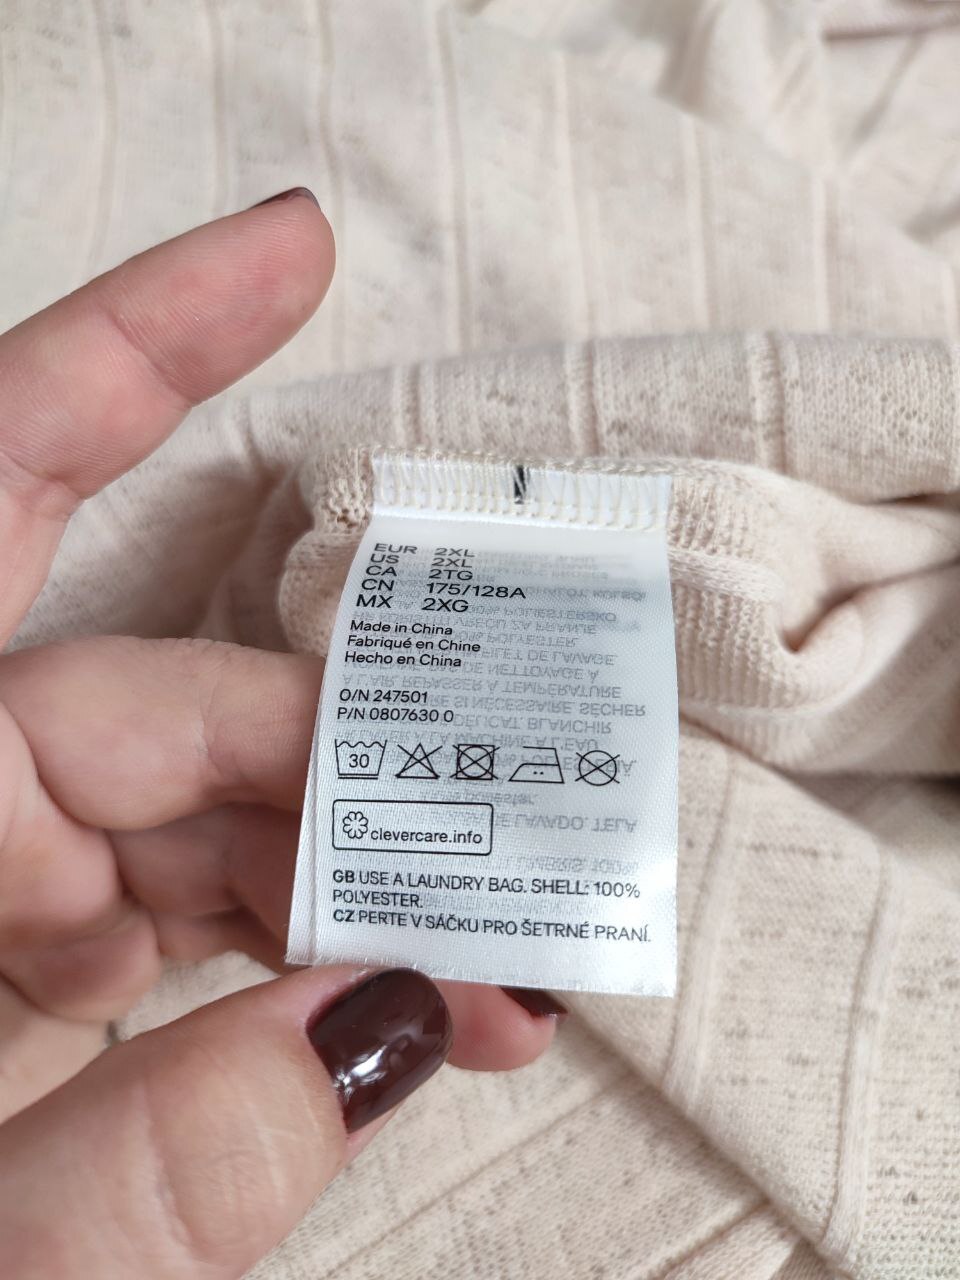 EUR 2XL
US 2XL
CA 2TG
CN 175/128A
MX 2XG
Made in China
Fabriqué en Chine
Hecho en China
O/N 247501
P/N 0807630 0
30
clevercare.info
GB USE A LAUNDRY BAG. SHELL: 100%
POLYESTER.
CZ PERTE V SÁČKU PRO ŠETRNÉ PRANÍ.